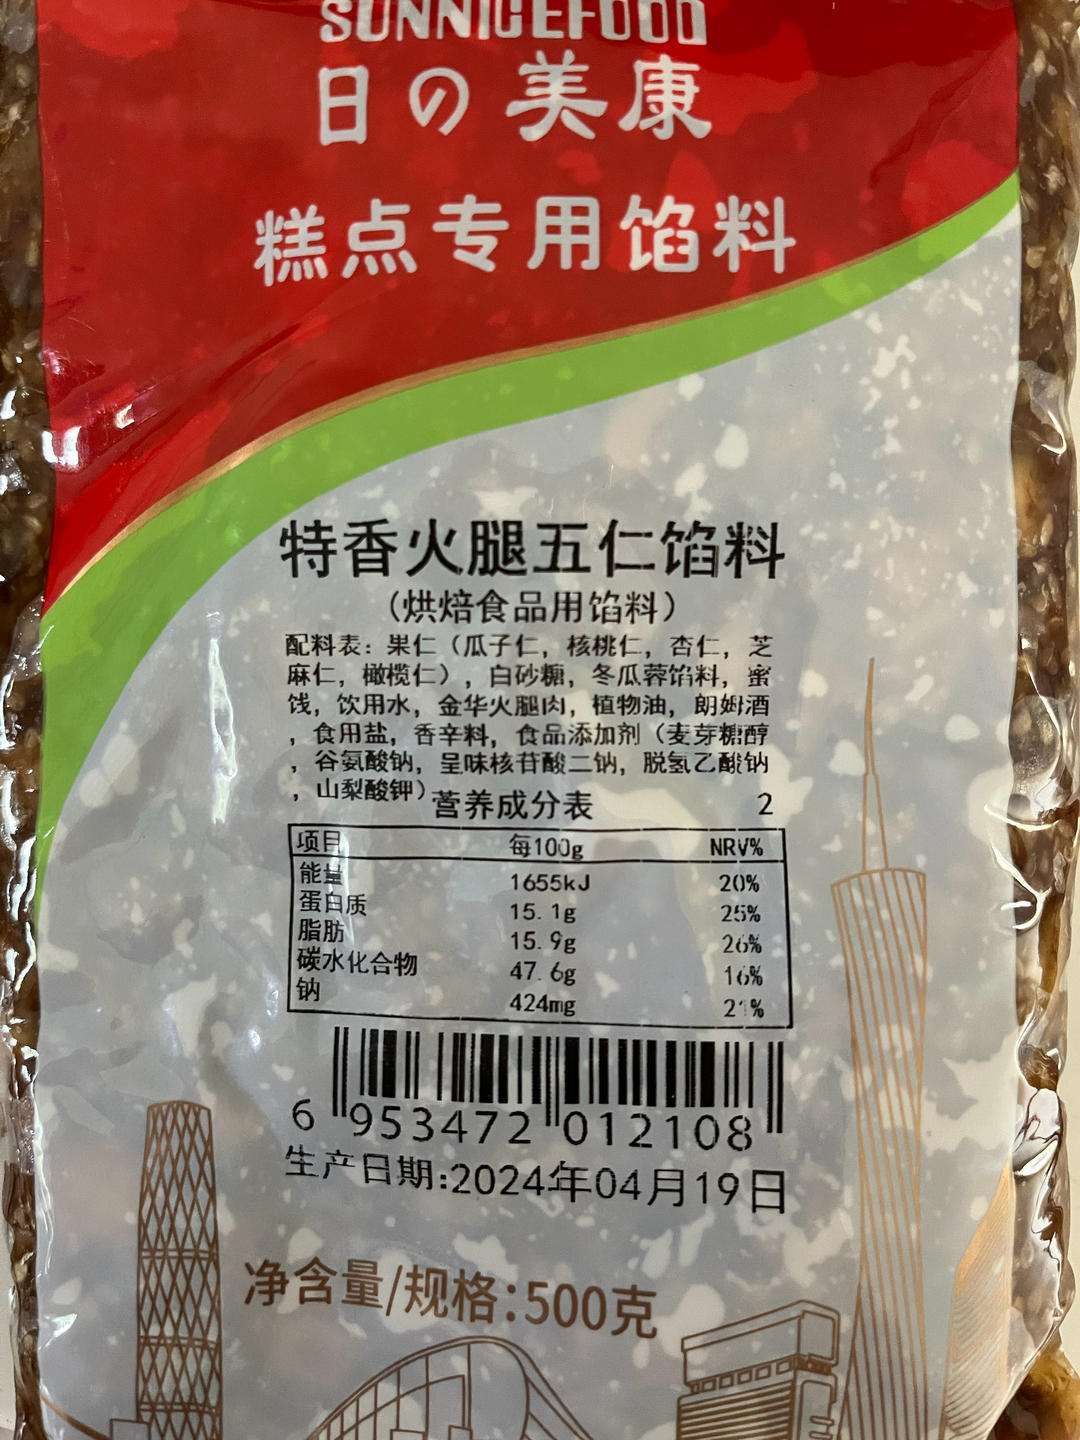 SUNNICEFOOD
日の美康
糕点专用馅料
特香火腿五仁馅料
(烘焙食品用馅料)
配料表: 果仁 (瓜子仁, 核桃仁, 杏仁, 芝
麻仁, 橄榄仁) , 白砂糖, 冬瓜蓉馅料, 蜜
饯, 饮用水, 金华火腿肉, 植物油, 朗姆酒
, 食用盐, 香辛料, 食品添加剂 (麦芽糖醇
, 谷氨酸钠, 呈味核苷酸二钠, 脱氢乙酸钠
, 山梨酸钾)
营养成分表 2
项目 每100g NRV%
能量 1655kJ 20%
蛋白质 15.1g 25%
脂肪 15.9g 26%
碳水化合物 47.6g 16%
钠 424mg 21%
6 953472 012108
生产日期:2024年04月19日
净含量/规格:500克